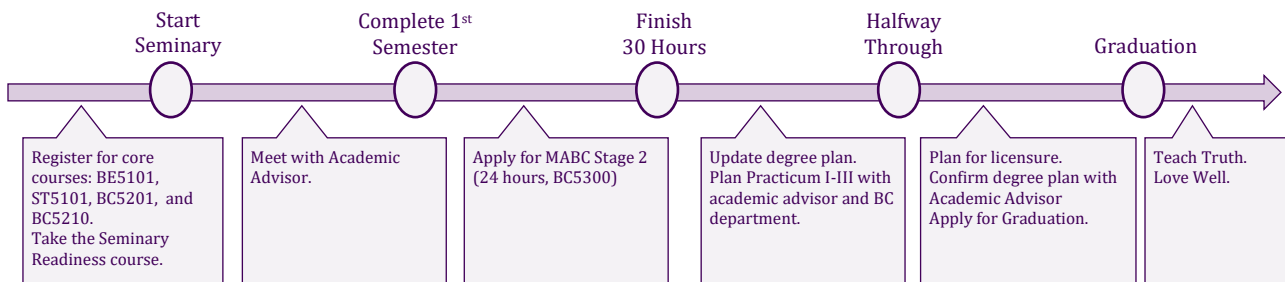 Start
Seminary
Complete 1st
Semester
Finish
30 Hours
Halfway
Through
Graduation
Register for core
courses: BE5101,
ST5101, BC5201, and
BC5210.
Take the Seminary
Readiness course.
Meet with Academic
Advisor.
Apply for MABC Stage 2
(24 hours, BC5300)
Update degree plan.
Plan Practicum I-III with
academic advisor and BC
department.
Plan for licensure.
Confirm degree plan with
Academic Advisor
Apply for Graduation.
Teach Truth.
Love Well.